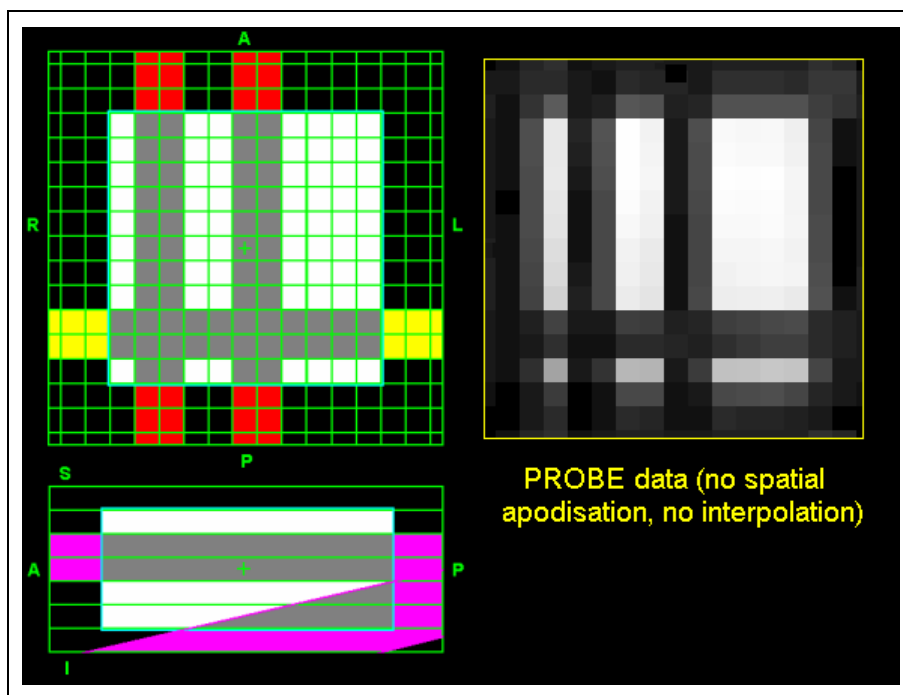 A
R
L
P
S
A
P
I
PROBE data (no spatial
apodisation, no interpolation)